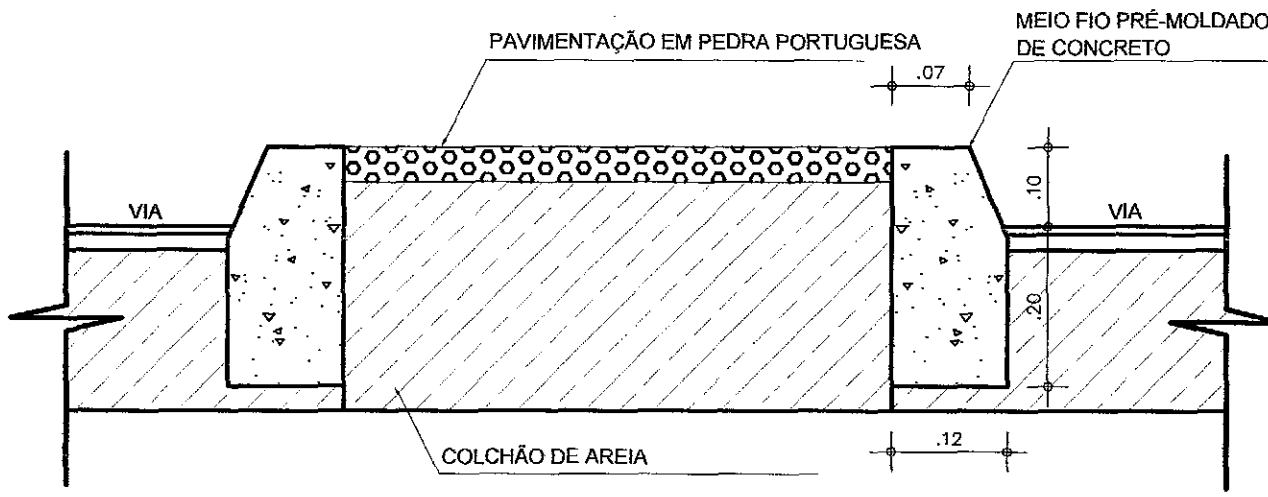 MEIO FIO PRÉ-MOLDADO
DE CONCRETO
PAVIMENTAÇÃO EM PEDRA PORTUGUESA
.07
.10
VIA
VIA
.20
.12
COLCHÃO DE AREIA